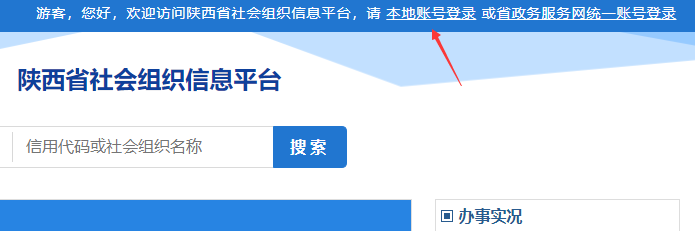 游客，您好，欢迎访问陕西省社会组织信息平台，请 本地账号登录 或省政务服务网统一账号登录
陕西省社会组织信息平台
信用代码或社会组织名称 搜索
办事实况